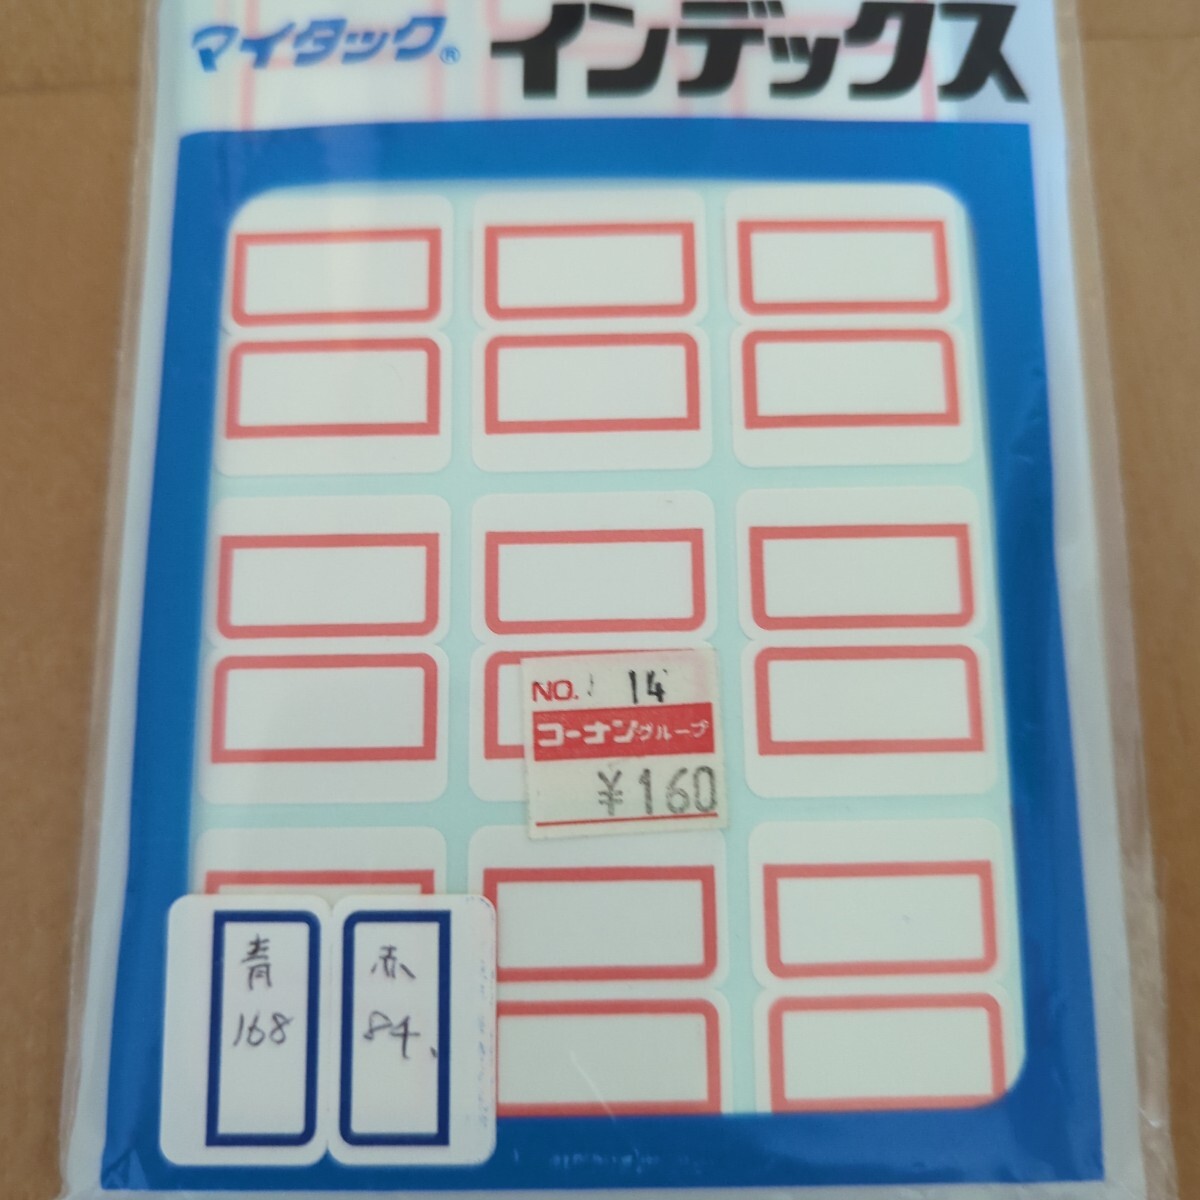 マイタック® インデックス
NO. 14
コーナングループ
¥160
青
168
赤
84